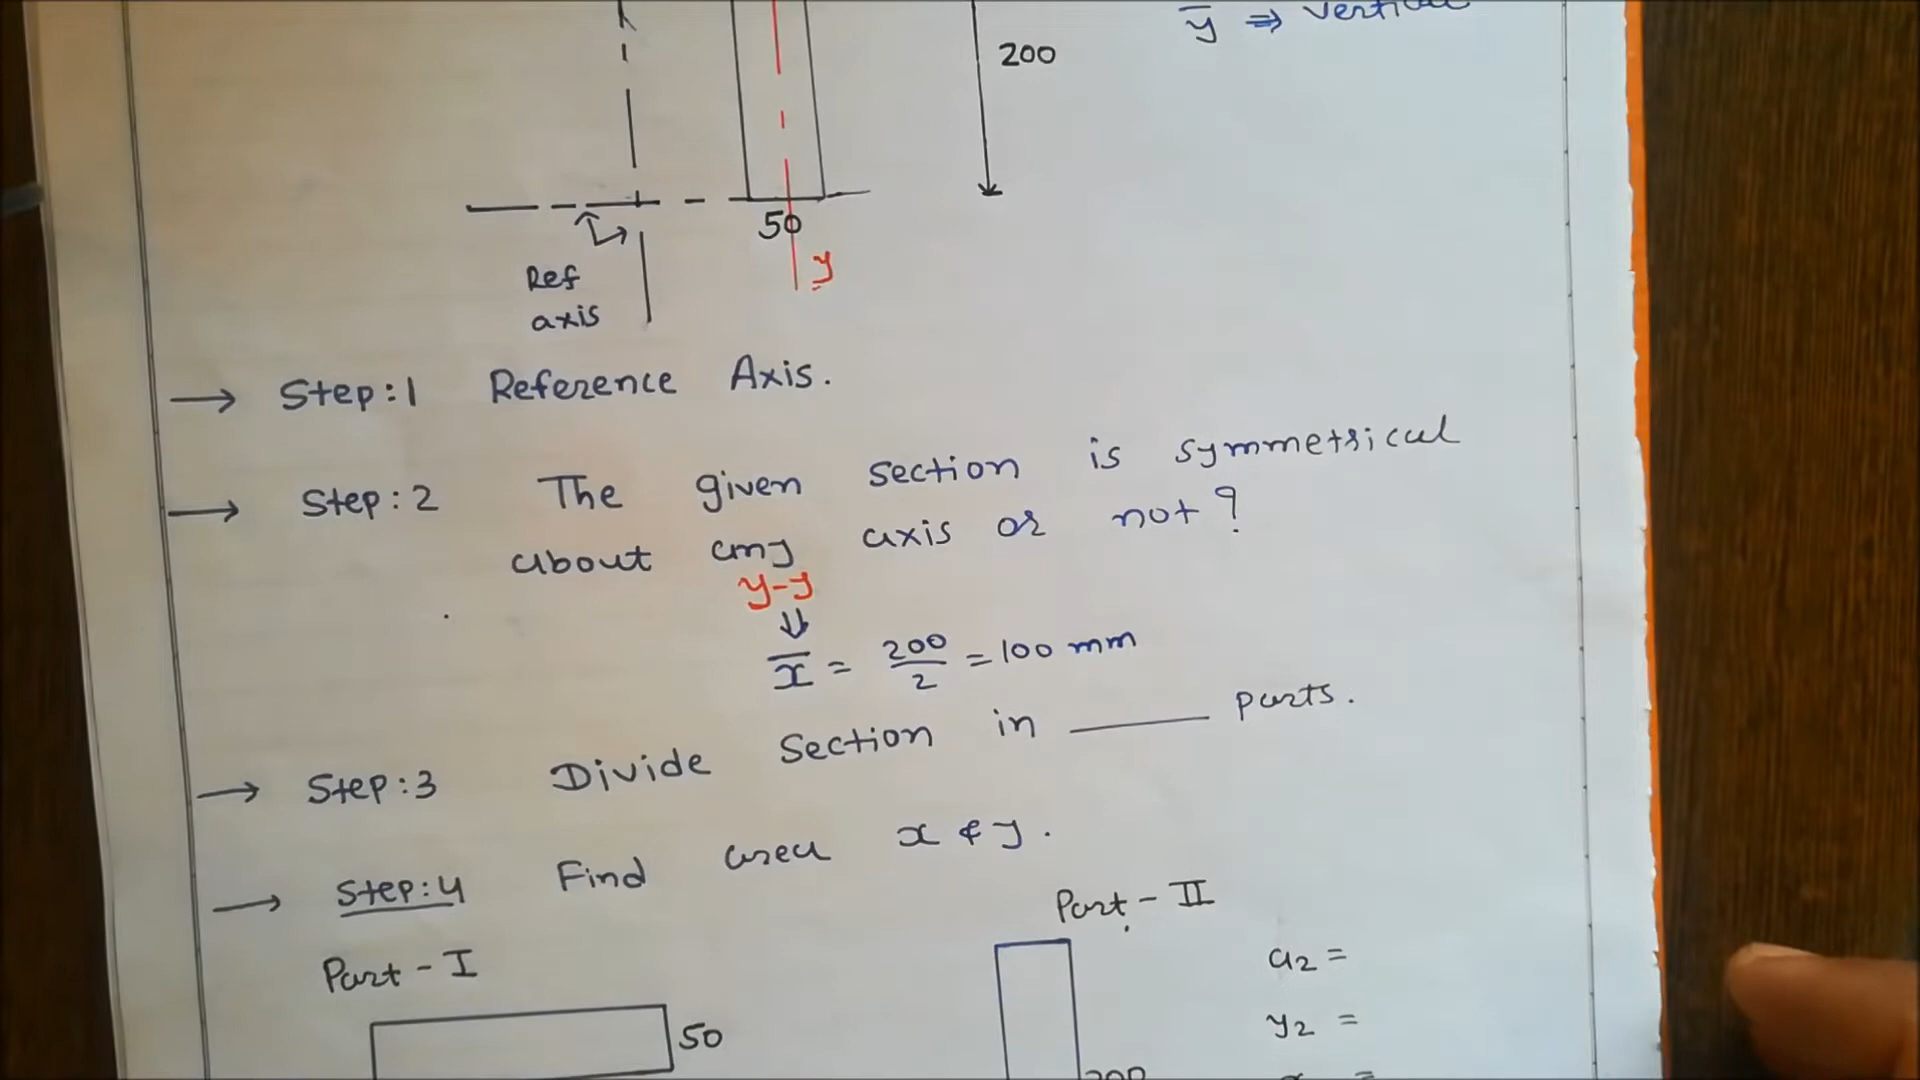 y̅ ⇒ vertical
200
50
y
Ref
axis
→ Step:1 Reference Axis.
→ Step:2 The given section is symmetrical
about any axis or not?
y-y
⇓
x̅ = 200/2 = 100 mm
→ Step:3 Divide section in ______ parts.
→ Step:4 Find area x & y.
Part - II
Part - I
a2 =
50
y2 =
200
=